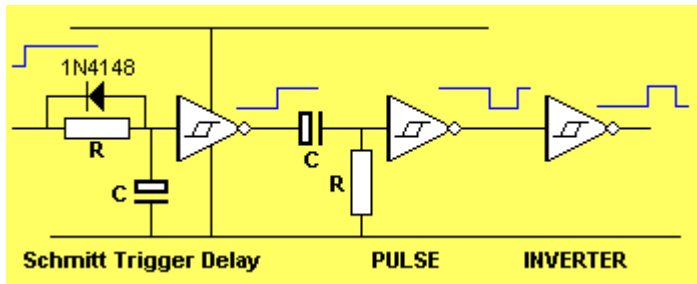 1N4148
R
C
C
R
Schmitt Trigger Delay
PULSE
INVERTER